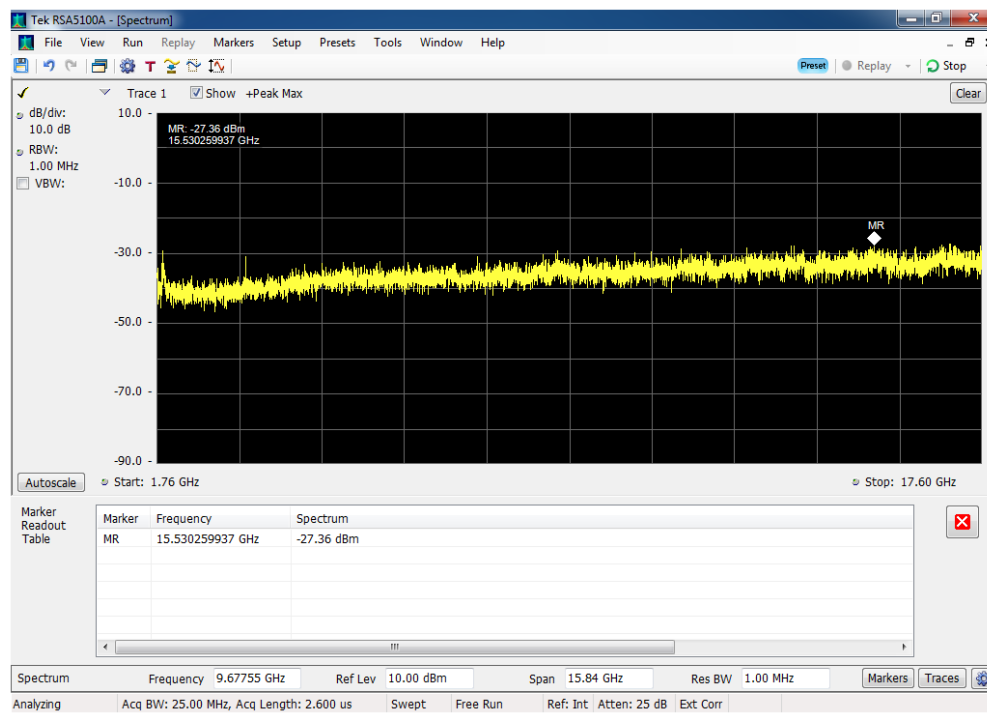 Tek RSA5100A - [Spectrum]
File View Run Replay Markers Setup Presets Tools Window Help
T Preset Replay Stop
Trace 1 Show +Peak Max Clear
dB/div:
10.0 dB
RBW:
1.00 MHz
VBW:
10.0
MR: -27.36 dBm
15.530259937 GHz
-10.0
MR
-30.0
-50.0
-70.0
-90.0
Autoscale Start: 1.76 GHz Stop: 17.60 GHz
Marker
Readout
Table
Marker Frequency Spectrum
MR 15.530259937 GHz -27.36 dBm
Spectrum Frequency 9.67755 GHz Ref Lev 10.00 dBm Span 15.84 GHz Res BW 1.00 MHz Markers Traces
Analyzing Acq BW: 25.00 MHz, Acq Length: 2.600 us Swept Free Run Ref: Int Atten: 25 dB Ext Corr